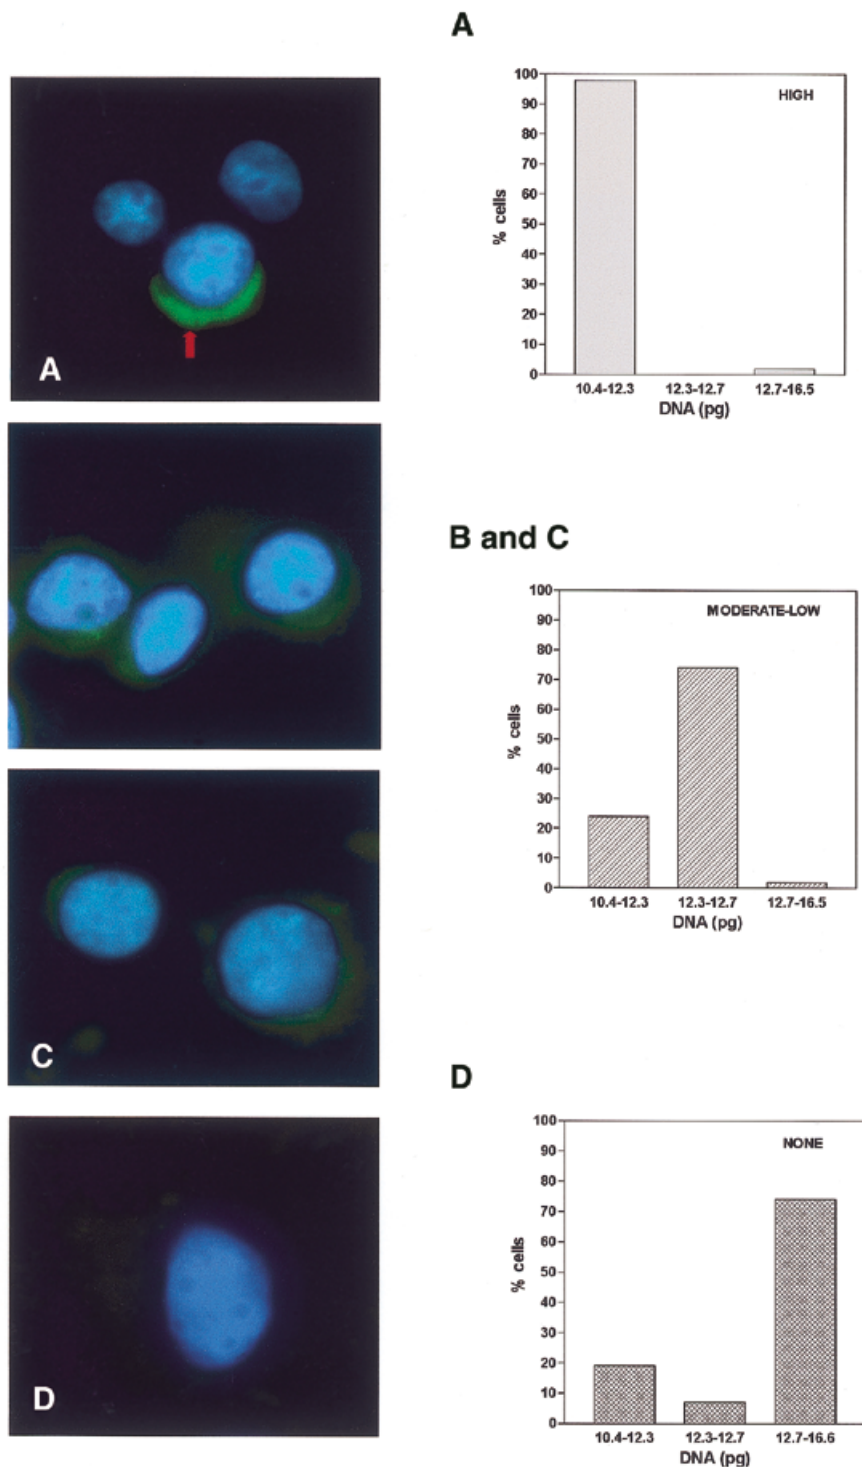 A
100
90
80
70
60
50
40
30
20
10
0
% cells
HIGH
10.4-12.3 12.3-12.7 12.7-16.5
DNA (pg)
A
B and C
100
90
80
70
60
50
40
30
20
10
0
% cells
MODERATE-LOW
10.4-12.3 12.3-12.7 12.7-16.5
DNA (pg)
C
D
100
90
80
70
60
50
40
30
20
10
0
% cells
NONE
10.4-12.3 12.3-12.7 12.7-16.6
DNA (pg)
D